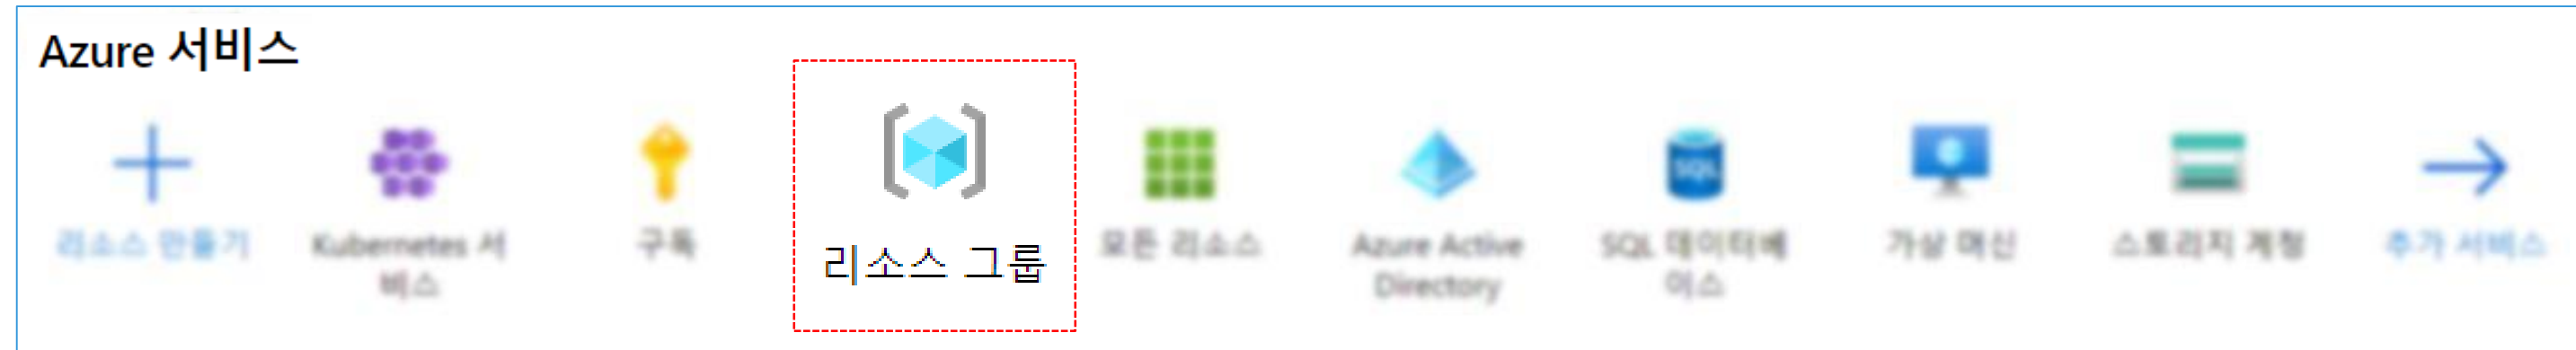 Azure 서비스
리소스 만들기
Kubernetes 서
비스
구독
리소스 그룹
모든 리소스
Azure Active
Directory
SQL
SQL 데이터베
이스
가상 머신
스토리지 계정
추가 서비스